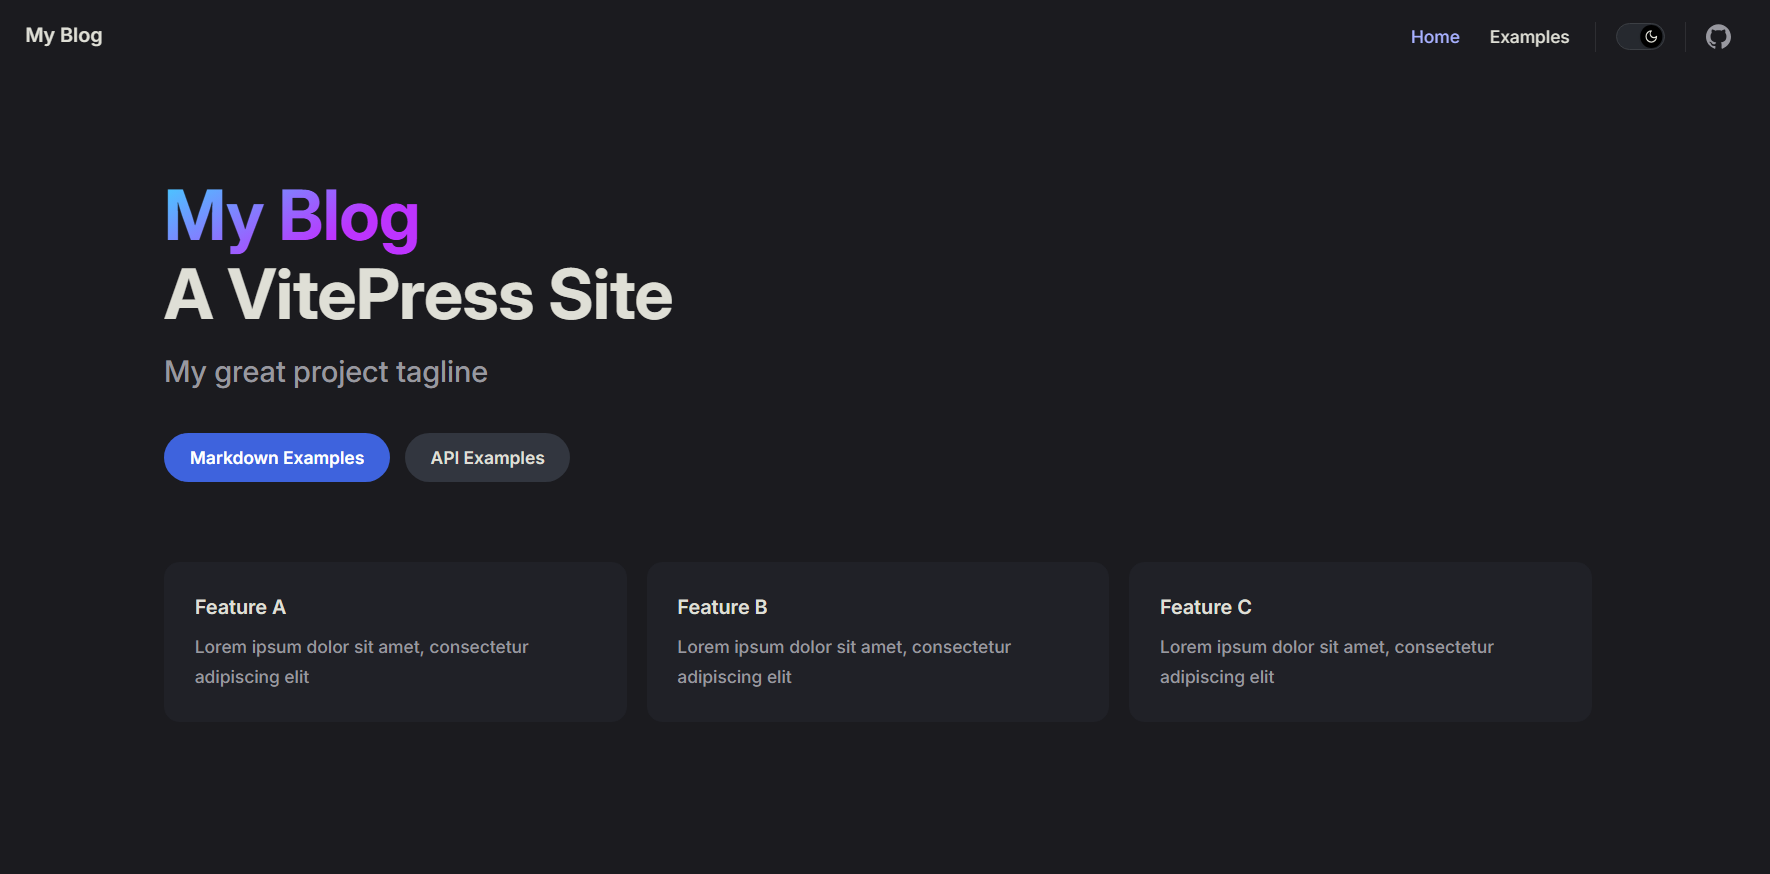 My Blog
Home
Examples
My Blog
A VitePress Site
My great project tagline
Markdown Examples
API Examples
Feature A
Lorem ipsum dolor sit amet, consectetur
adipiscing elit
Feature B
Lorem ipsum dolor sit amet, consectetur
adipiscing elit
Feature C
Lorem ipsum dolor sit amet, consectetur
adipiscing elit